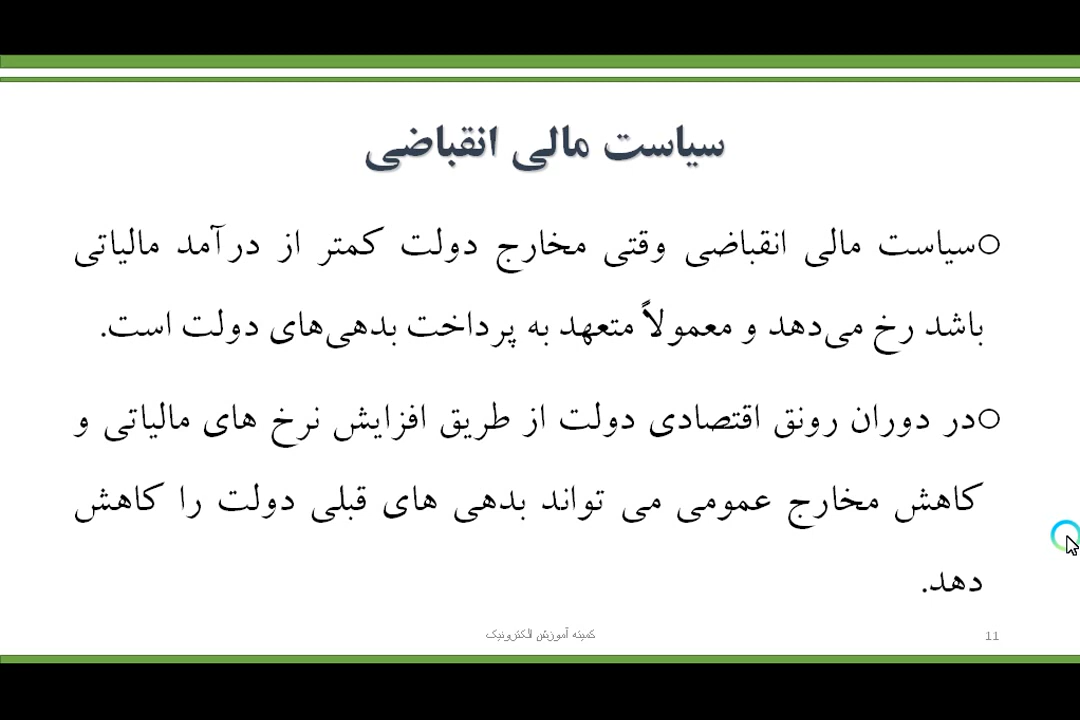 سیاست مالی انقباضی
سیاست مالی انقباضی وقتی مخارج دولت کمتر از درآمد مالیاتی
باشد رخ می‌دهد و معمولاً متعهد به پرداخت بدهی‌های دولت است.
در دوران رونق اقتصادی دولت از طریق افزایش نرخ های مالیاتی و
کاهش مخارج عمومی می تواند بدهی های قبلی دولت را کاهش
دهد.
کمیته آموزش الکترونیک
11